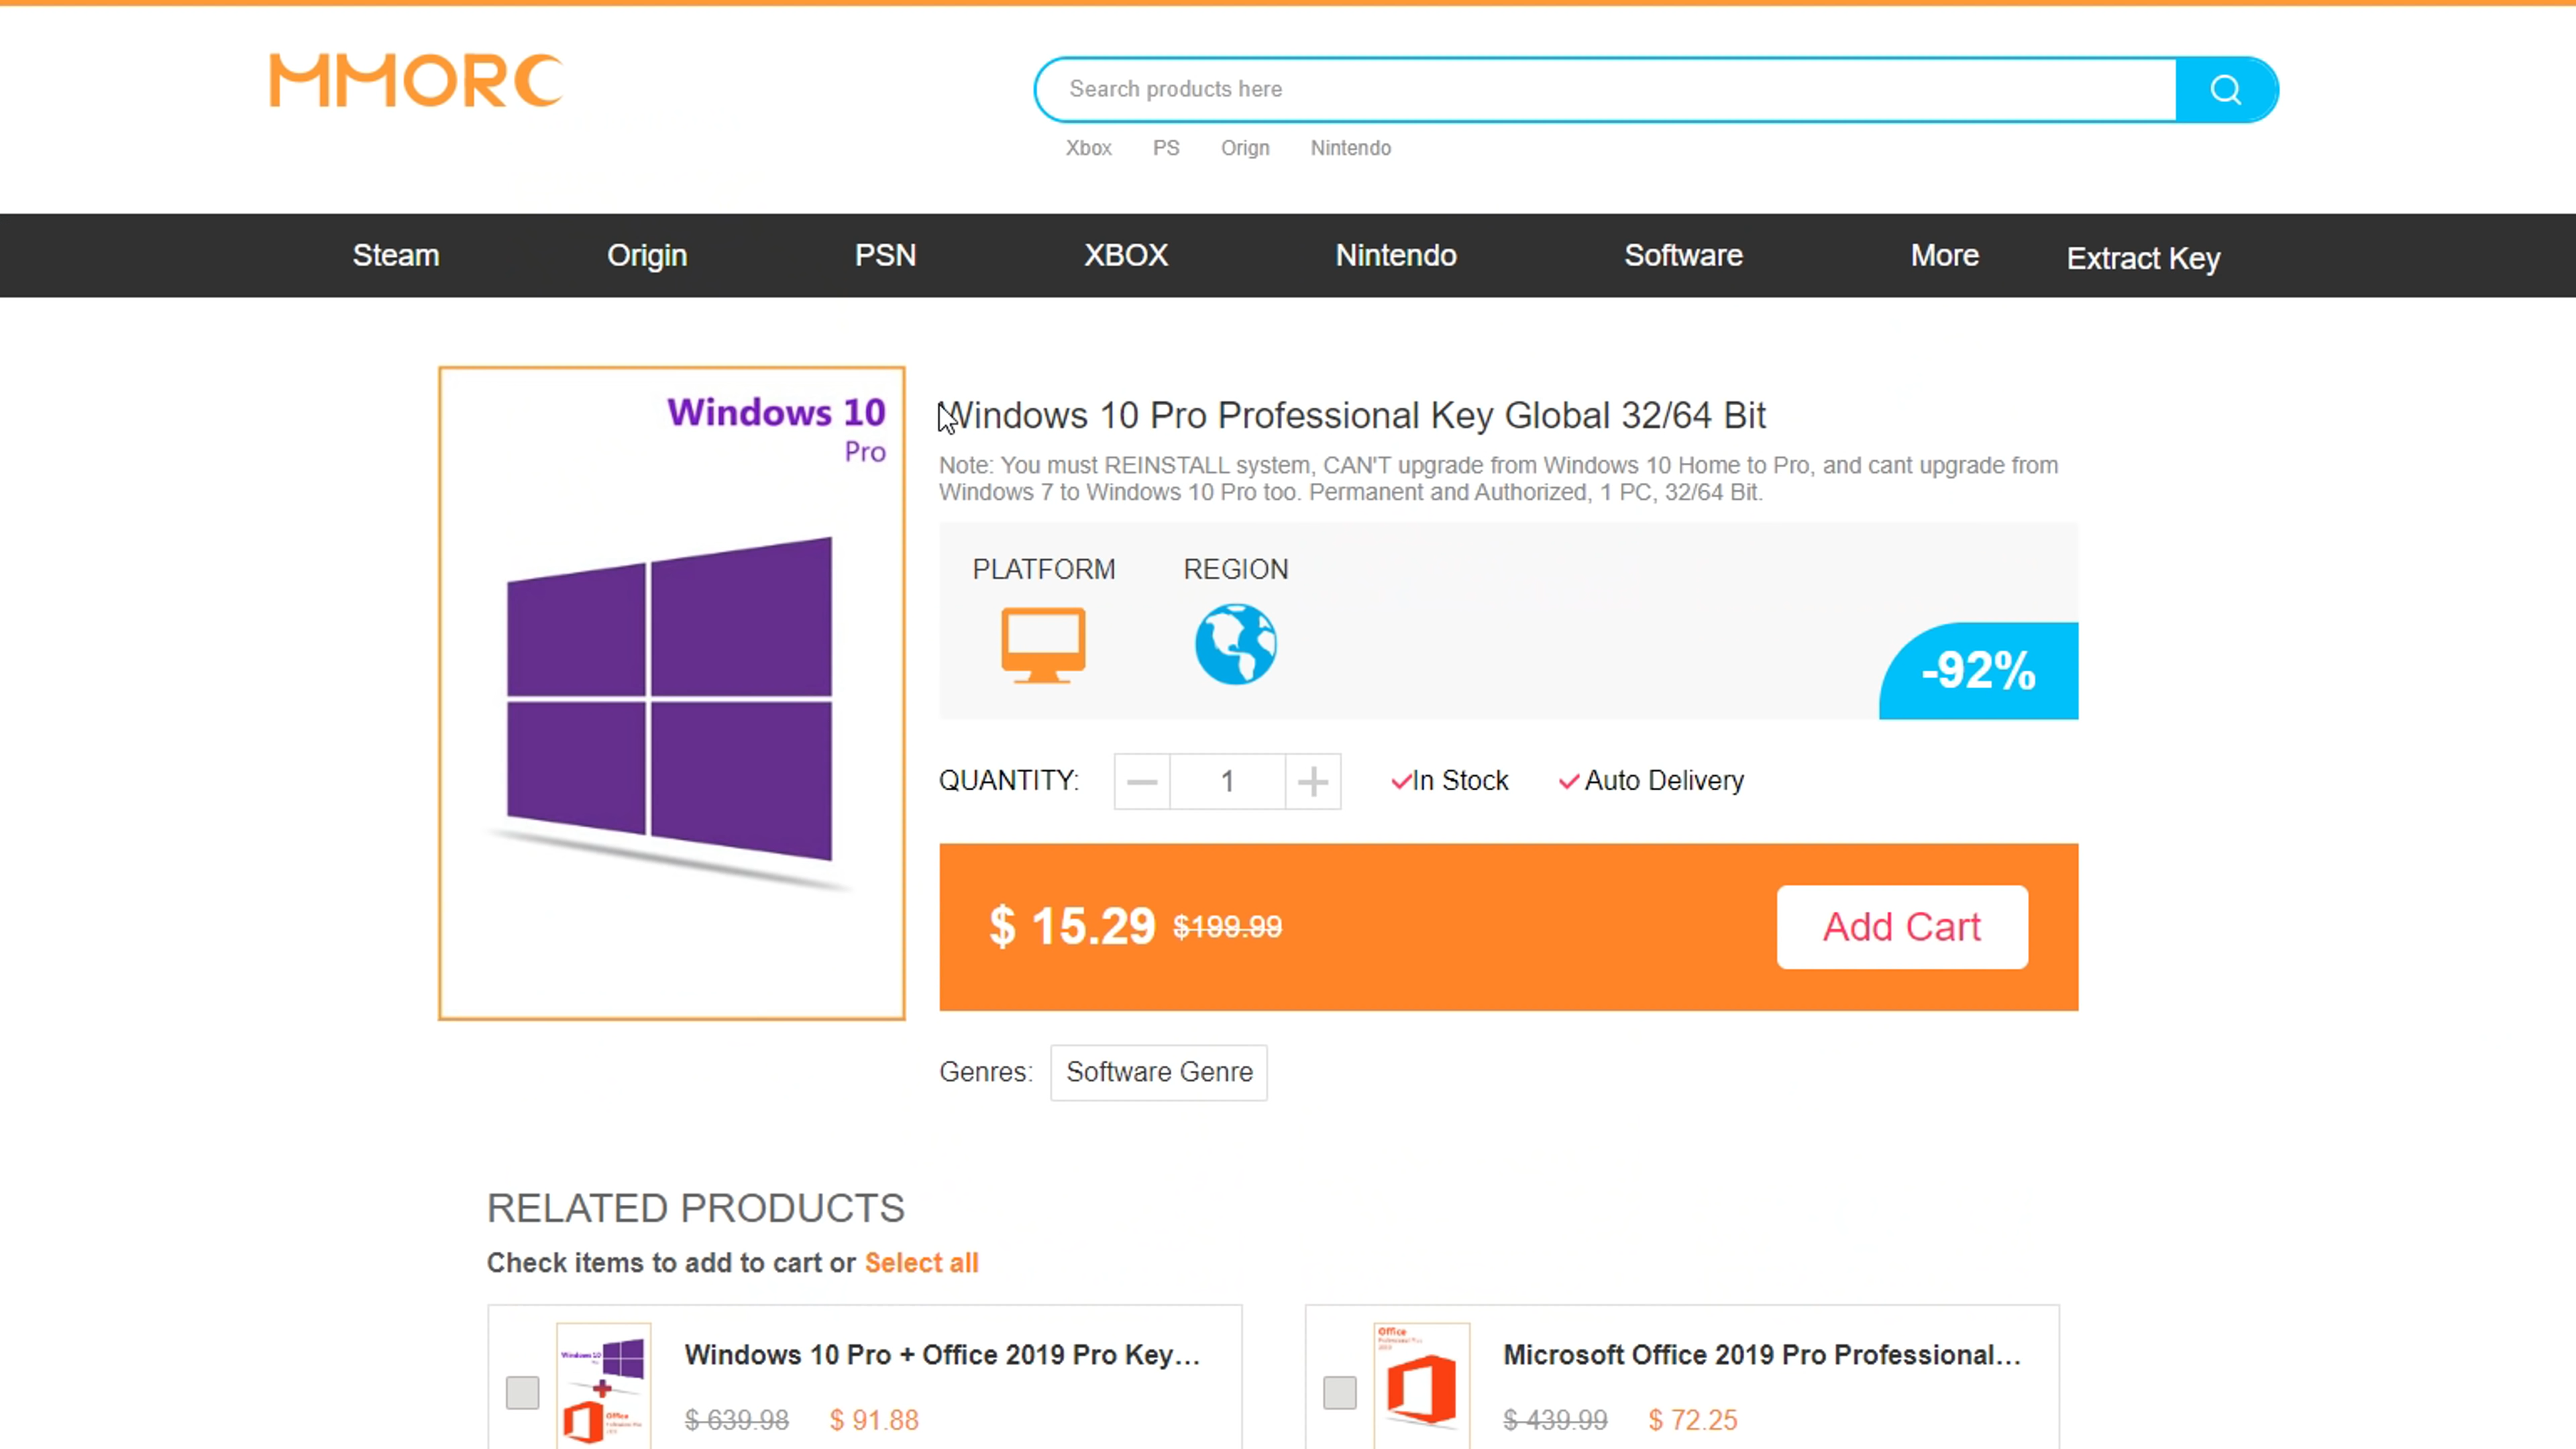 MMORC
Search products here
Xbox PS Orign Nintendo
Steam Origin PSN XBOX Nintendo Software More Extract Key
Windows 10
Pro
Windows 10 Pro Professional Key Global 32/64 Bit
Note: You must REINSTALL system, CAN'T upgrade from Windows 10 Home to Pro, and cant upgrade from
Windows 7 to Windows 10 Pro too. Permanent and Authorized, 1 PC, 32/64 Bit.
PLATFORM REGION
-92%
QUANTITY: 1 In Stock Auto Delivery
$ 15.29 $199.99 Add Cart
Genres: Software Genre
RELATED PRODUCTS
Check items to add to cart or Select all
Windows 10
Office
Windows 10 Pro + Office 2019 Pro Key...
$ 639.98 $ 91.88
Office
Microsoft Office 2019 Pro Professional...
$ 439.99 $ 72.25